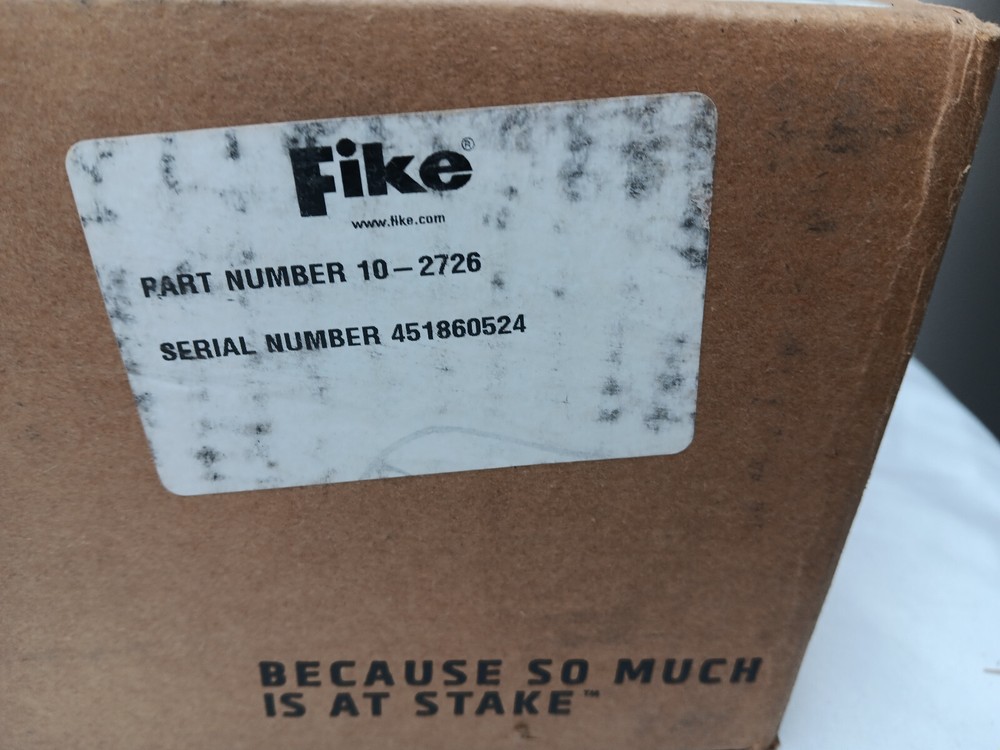 Fike®
www.fike.com
PART NUMBER 10-2726
SERIAL NUMBER 451860524
BECAUSE SO MUCH
IS AT STAKE™